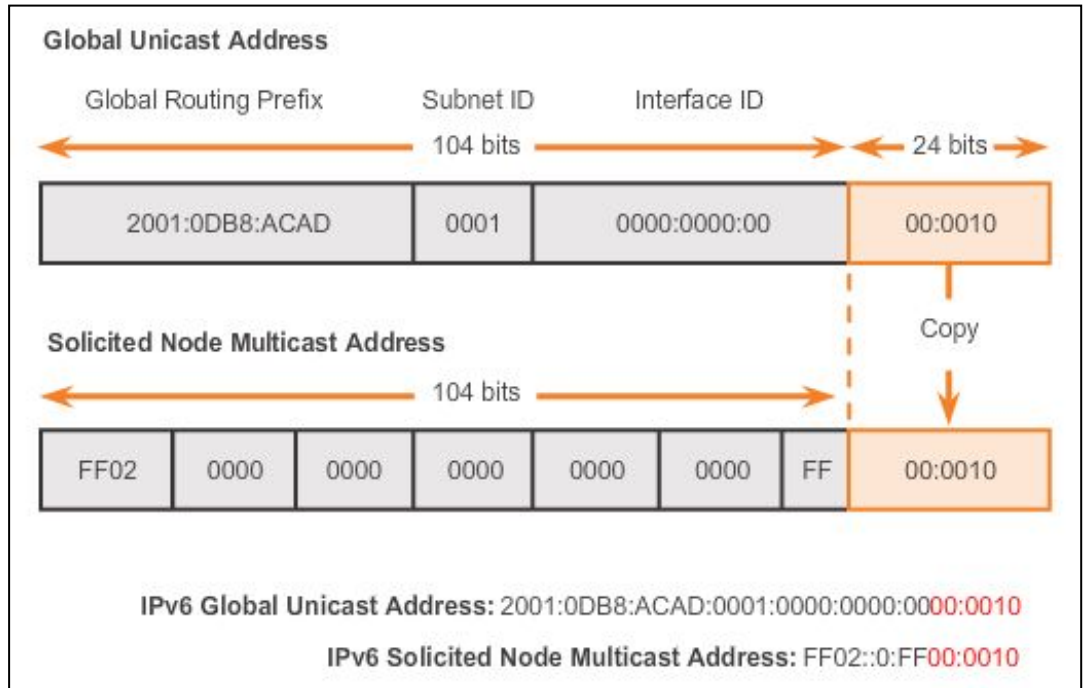 Global Unicast Address
Global Routing Prefix Subnet ID Interface ID
104 bits 24 bits
2001:0DB8:ACAD 0001 0000:0000:00 00:0010
Copy
Solicited Node Multicast Address
104 bits
FF02 0000 0000 0000 0000 0000 FF 00:0010
IPv6 Global Unicast Address: 2001:0DB8:ACAD:0001:0000:0000:0000:0010
IPv6 Solicited Node Multicast Address: FF02::0:FF00:0010